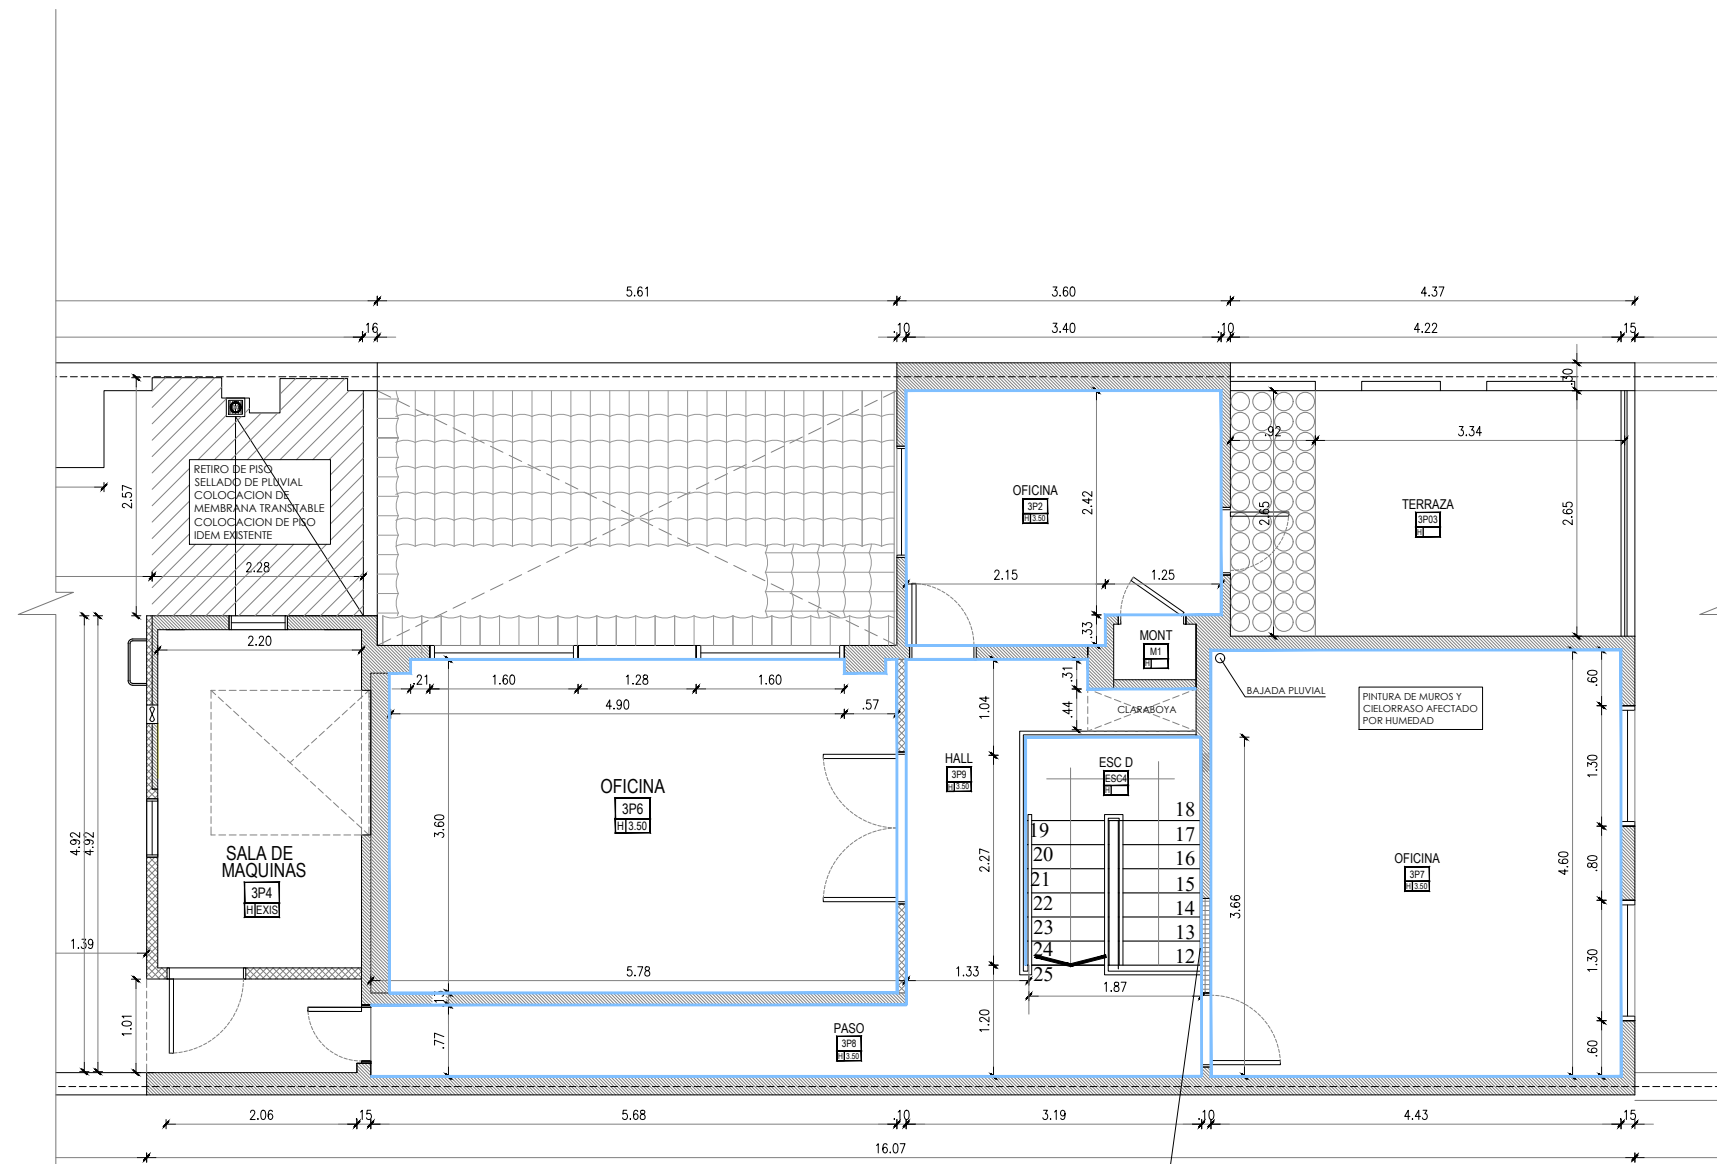 5.61
3.60
4.37
.16
.10
3.40
.10
4.22
.15
.30
2.57
RETIRO DE PISO
SELLADO DE PLUVIAL
COLOCACION DE
MEMBRANA TRANSITABLE
COLOCACION DE PISO
IDEM EXISTENTE
2.28
OFICINA
3P2
H 3.50
2.42
2.15
1.25
.33
.92
3.34
2.65
TERRAZA
3P03
H
2.65
2.20
MONT
M1
H
.21
1.60
1.28
1.60
4.90
.57
1.04
.31
.44
CLARABOYA
BAJADA PLUVIAL
PINTURA DE MUROS Y
CIELORRASO AFECTADO
POR HUMEDAD
.60
HALL
3P9
H 3.50
ESC D
ESC4
H
1.30
OFICINA
3P6
H 3.50
3.60
4.92
4.92
SALA DE
MAQUINAS
3P4
H EXIS
18
19
17
20
16
21
15
22
14
23
13
24
12
25
2.27
3.66
OFICINA
3P7
H 3.50
4.60
.80
1.30
1.39
5.78
1.33
1.87
.13
1.01
.77
PASO
3P8
H 3.50
1.20
.60
2.06
.15
5.68
.10
3.19
.10
4.43
.15
16.07